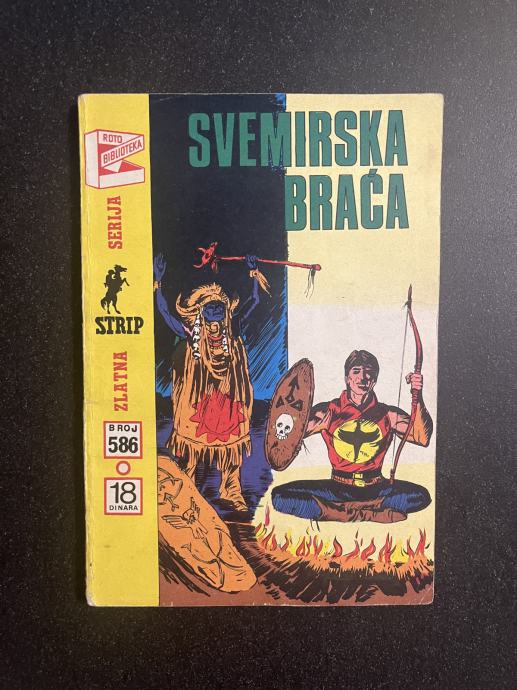 ROTO
BIBLIOTEKA
ZLATNA
STRIP
SERIJA
BROJ
586
18
DINARA
SVEMIRSKA
BRAĆA